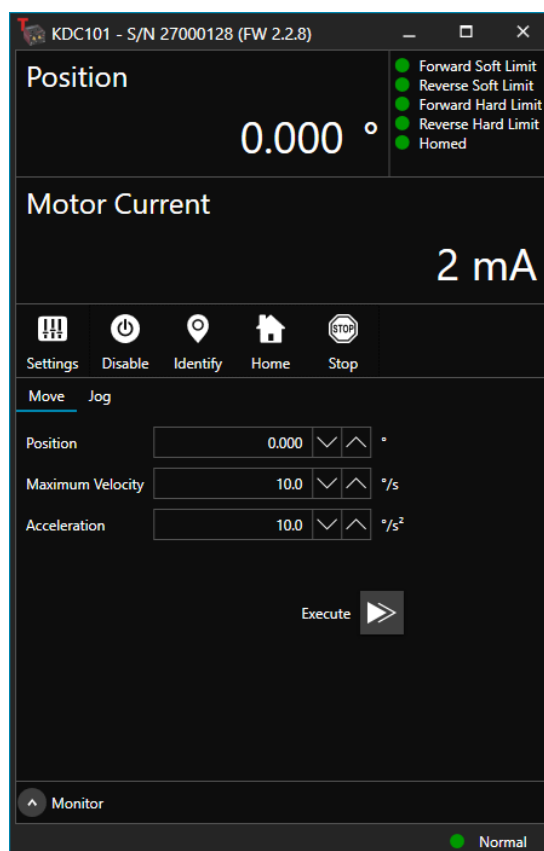 KDC101 - S/N 27000128 (FW 2.2.8)
Position
0.000 °
Forward Soft Limit
Reverse Soft Limit
Forward Hard Limit
Reverse Hard Limit
Homed
Motor Current
2 mA
STOP
Settings Disable Identify Home Stop
Move Jog
Position 0.000 °
Maximum Velocity 10.0 °/s
Acceleration 10.0 °/s²
Execute
Monitor
Normal